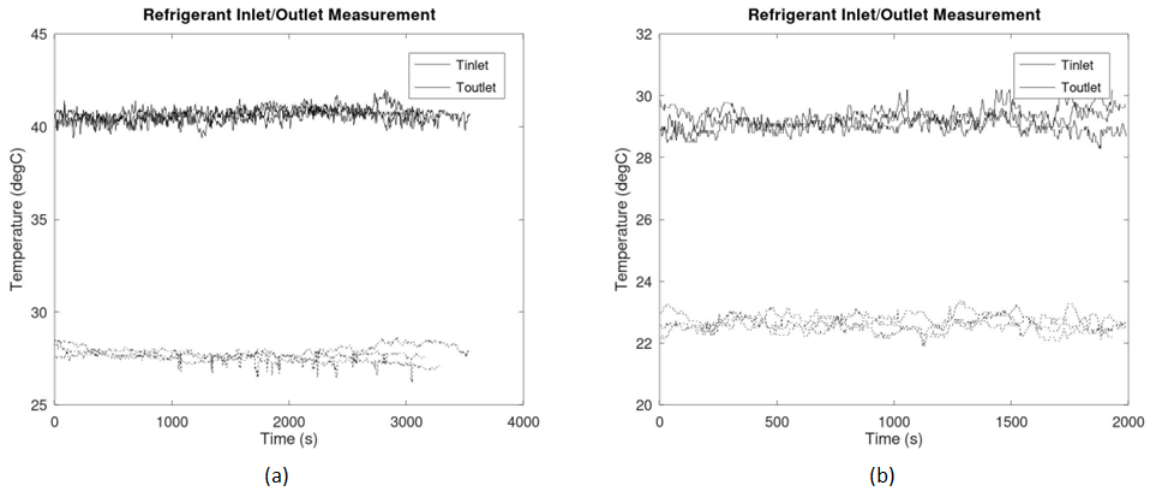 Refrigerant Inlet/Outlet Measurement
45
40
35
30
25
Temperature (degC)
Tinlet
Toutlet
0 1000 2000 3000 4000
Time (s)
(a)
Refrigerant Inlet/Outlet Measurement
32
30
28
26
24
22
20
Temperature (degC)
Tinlet
Toutlet
0 500 1000 1500 2000
Time (s)
(b)